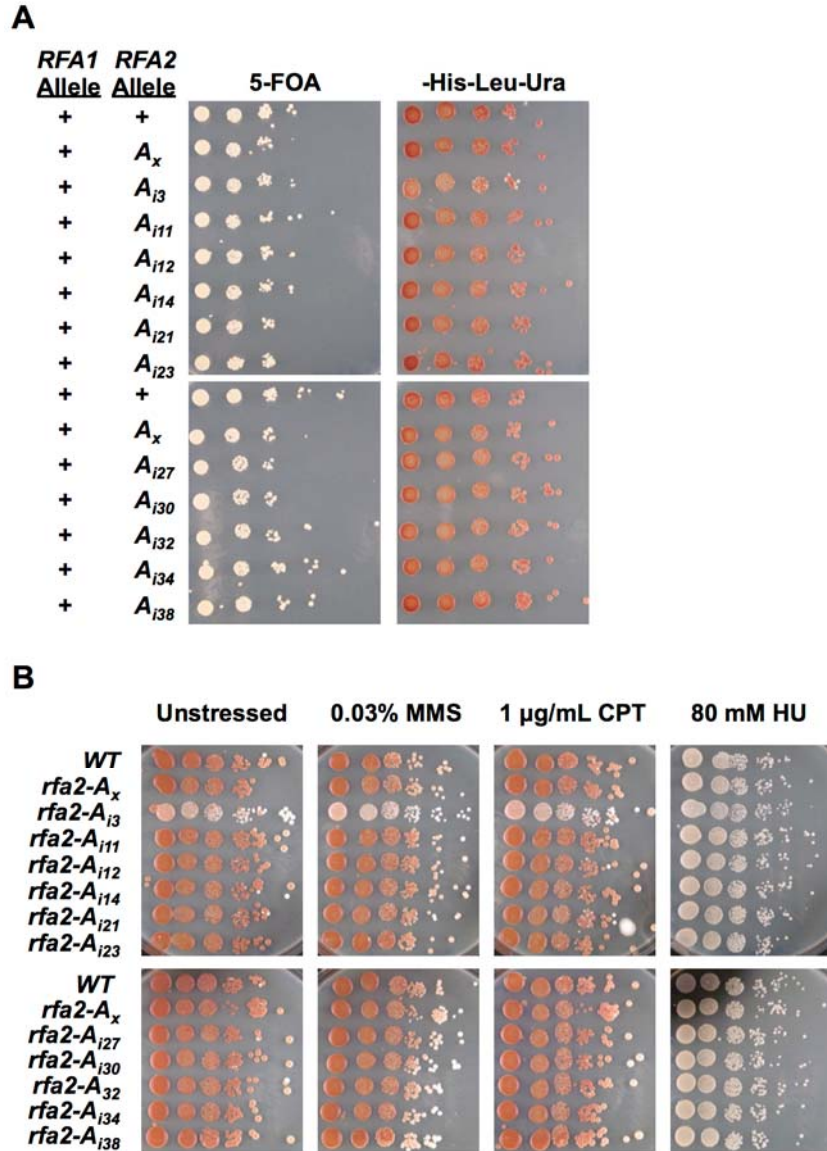 A
RFA1 RFA2
Allele Allele 5-FOA -His-Leu-Ura
+ +
+ Ax
+ Ai3
+ Ai11
+ Ai12
+ Ai14
+ Ai21
+ Ai23
+ +
+ Ax
+ Ai27
+ Ai30
+ Ai32
+ Ai34
+ Ai38
B
Unstressed 0.03% MMS 1 µg/mL CPT 80 mM HU
WT
rfa2-Ax
rfa2-Ai3
rfa2-Ai11
rfa2-Ai12
rfa2-Ai14
rfa2-Ai21
rfa2-Ai23
WT
rfa2-Ax
rfa2-Ai27
rfa2-Ai30
rfa2-A32
rfa2-Ai34
rfa2-Ai38